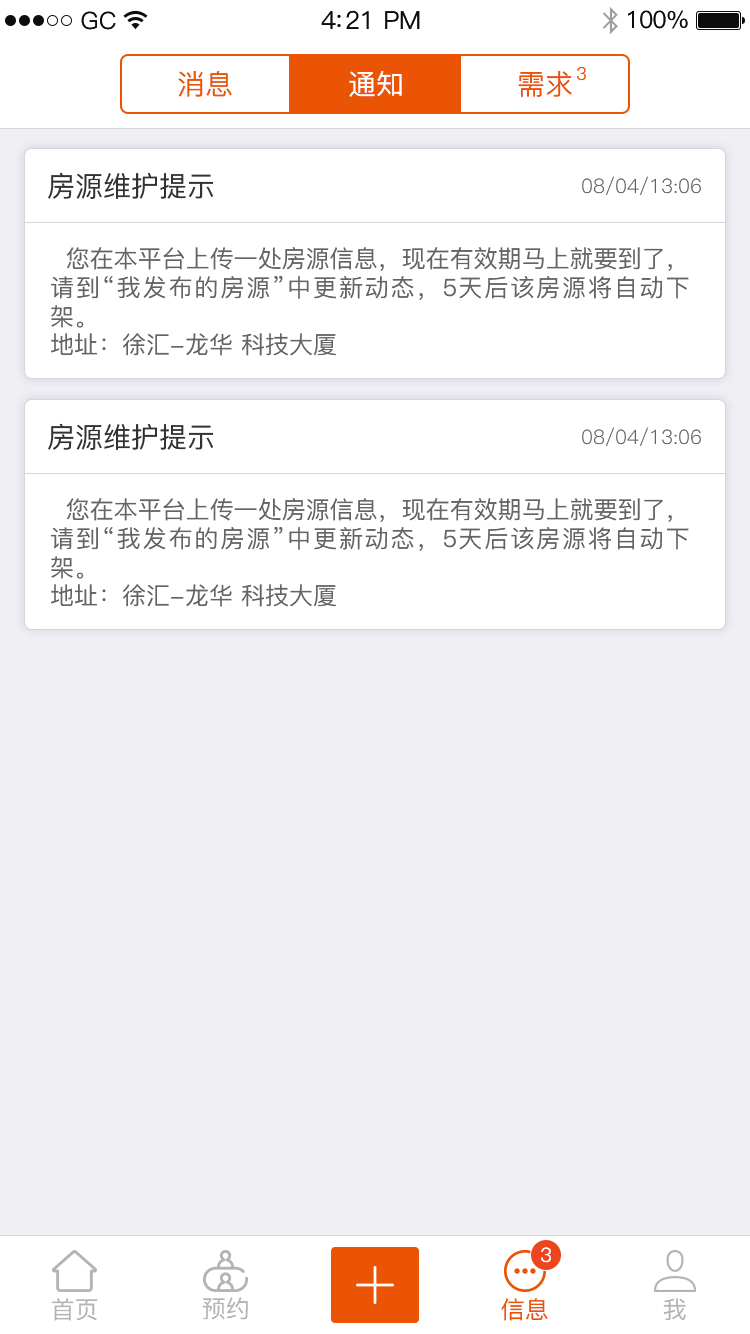 GC 4:21 PM 100%
消息 通知 需求 3
房源维护提示 08/04/13:06
您在本平台上传一处房源信息，现在有效期马上就要到了，
请到“我发布的房源”中更新动态，5天后该房源将自动下
架。
地址：徐汇–龙华 科技大厦
房源维护提示 08/04/13:06
您在本平台上传一处房源信息，现在有效期马上就要到了，
请到“我发布的房源”中更新动态，5天后该房源将自动下
架。
地址：徐汇–龙华 科技大厦
3
首页 预约 信息 我